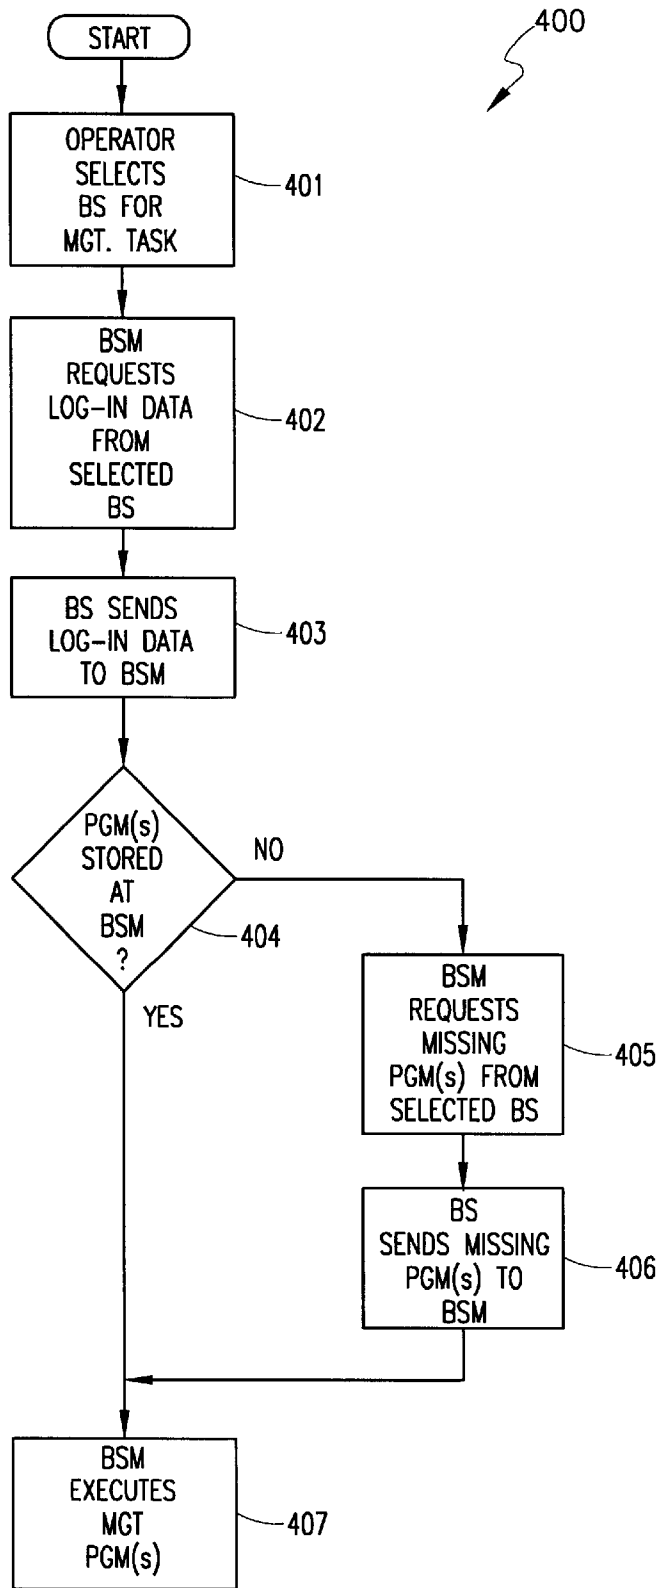 START
400
OPERATOR
SELECTS
BS FOR
MGT. TASK
401
BSM
REQUESTS
LOG-IN DATA
FROM
SELECTED
BS
402
BS SENDS
LOG-IN DATA
TO BSM
403
PGM(s)
STORED
AT
BSM
?
404
NO
YES
BSM
REQUESTS
MISSING
PGM(s) FROM
SELECTED BS
405
BS
SENDS MISSING
PGM(s) TO
BSM
406
BSM
EXECUTES
MGT
PGM(s)
407